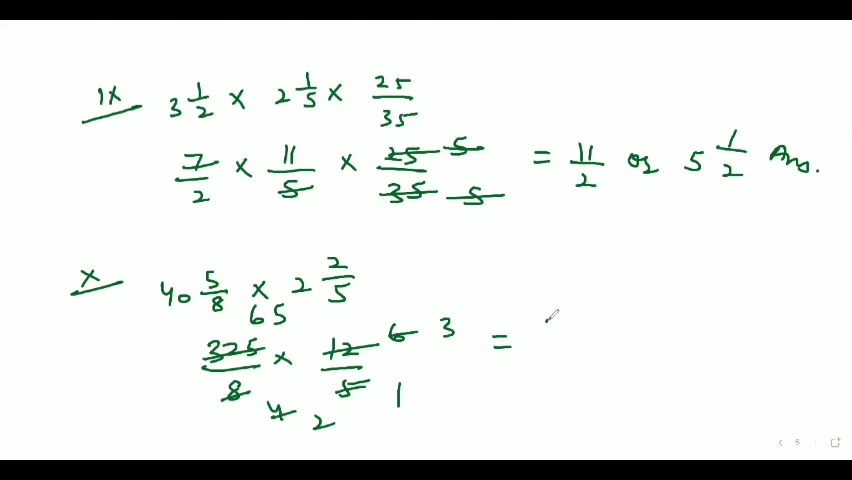 IX 3 1/2 × 2 1/5 × 25/35
7/2 × 11/5 × 25/35 5 5 = 11/2 or 5 1/2 Ans.
X 40 5/8 × 2 2/5
65
325/8 × 12/5 6 3 =
4 2 1
5